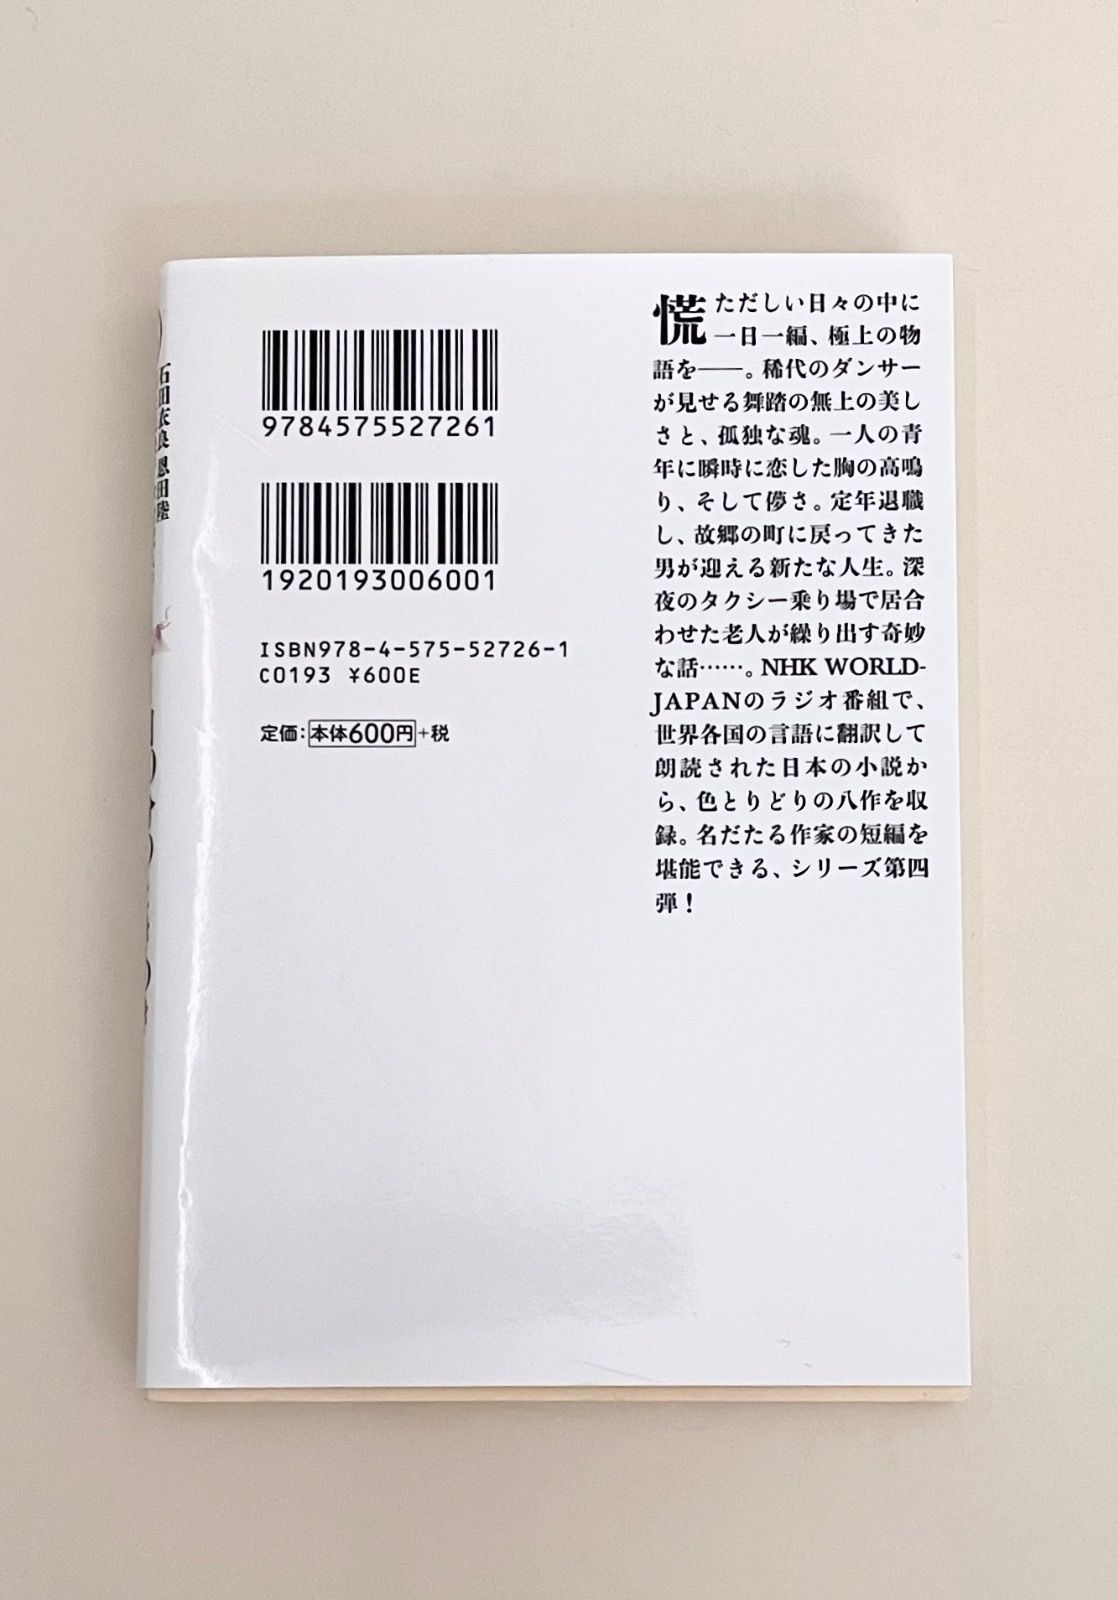 9784575527261
1920193006001
ISBN978-4-575-52726-1
C0193 ¥600E
定価：本体600円+税
慌ただしい日々の中に
一日一編、極上の物
語を――。稀代のダンサー
が見せる舞踏の無上の美し
さと、孤独な魂。一人の青
年に瞬時に恋した胸の高鳴
り、そして儚さ。定年退職
し、故郷の町に戻ってきた
男が迎える新たな人生。深
夜のタクシー乗り場で居合
わせた老人が繰り出す奇妙
な話……。NHK WORLD-
JAPANのラジオ番組で、
世界各国の言語に翻訳して
朗読された日本の小説か
ら、色とりどりの八作を収
録。名だたる作家の短編を
堪能できる、シリーズ第四
弾！
石田衣良 恩田陸